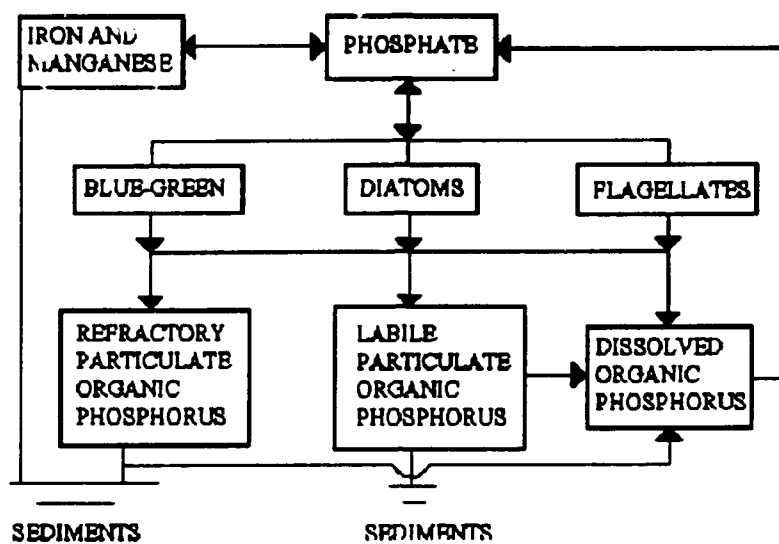 IRON AND
MANGANESE
PHOSPHATE
BLUE-GREEN
DIATOMS
FLAGELLATES
REFRACTORY
PARTICULATE
ORGANIC
PHOSPHORUS
LABILE
PARTICULATE
ORGANIC
PHOSPHORUS
DISSOLVED
ORGANIC
PHOSPHORUS
SEDIMENTS
SEDIMENTS